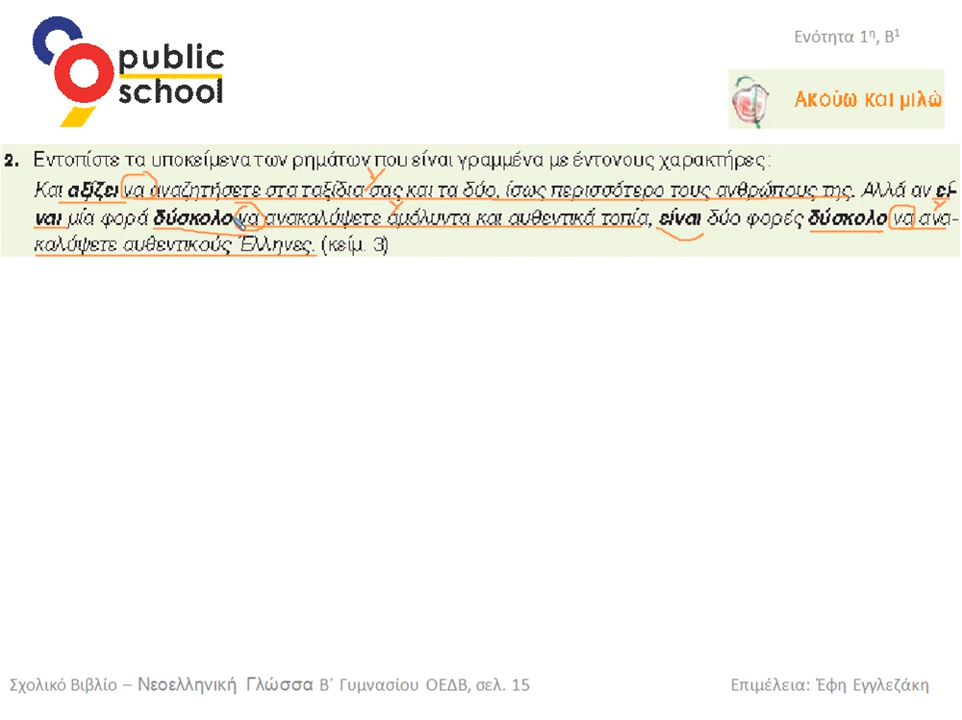 public
school
Ενότητα 1η, Β1
Ακούω και μιλώ
2. Εντοπίστε τα υποκείμενα των ρημάτων που είναι γραμμένα με έντονους χαρακτήρες:
Και αξίζει να αναζητήσετε στα ταξίδια σας και τα δύο, ίσως περισσότερο τους ανθρώπους της. Αλλά αν εί-
ναι μία φορά δύσκολο να ανακαλύψετε αμόλυντα και αυθεντικά τοπία, είναι δύο φορές δύσκολο να ανα-
καλύψετε αυθεντικούς Έλληνες. (κείμ. 3)
Σχολικό Βιβλίο – Νεοελληνική Γλώσσα Β΄ Γυμνασίου ΟΕΔΒ, σελ. 15
Επιμέλεια: Έφη Εγγλεζάκη